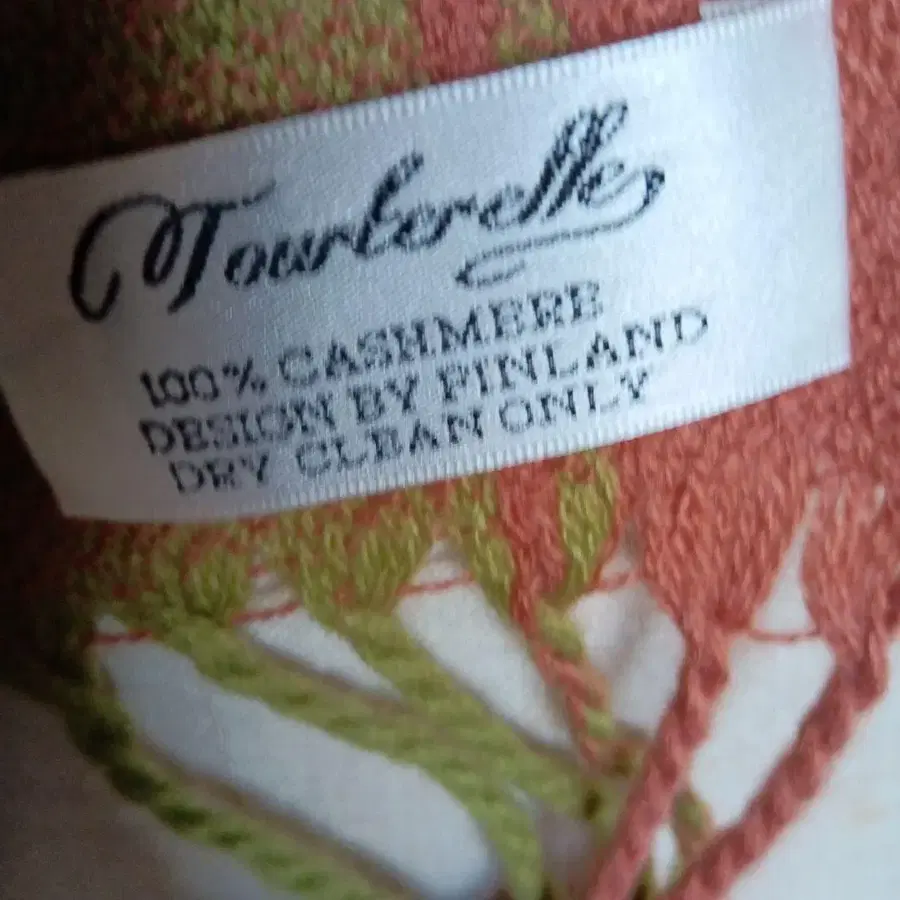 Tourterelle
100% CASHMERE
DESIGN BY FINLAND
DRY CLEAN ONLY